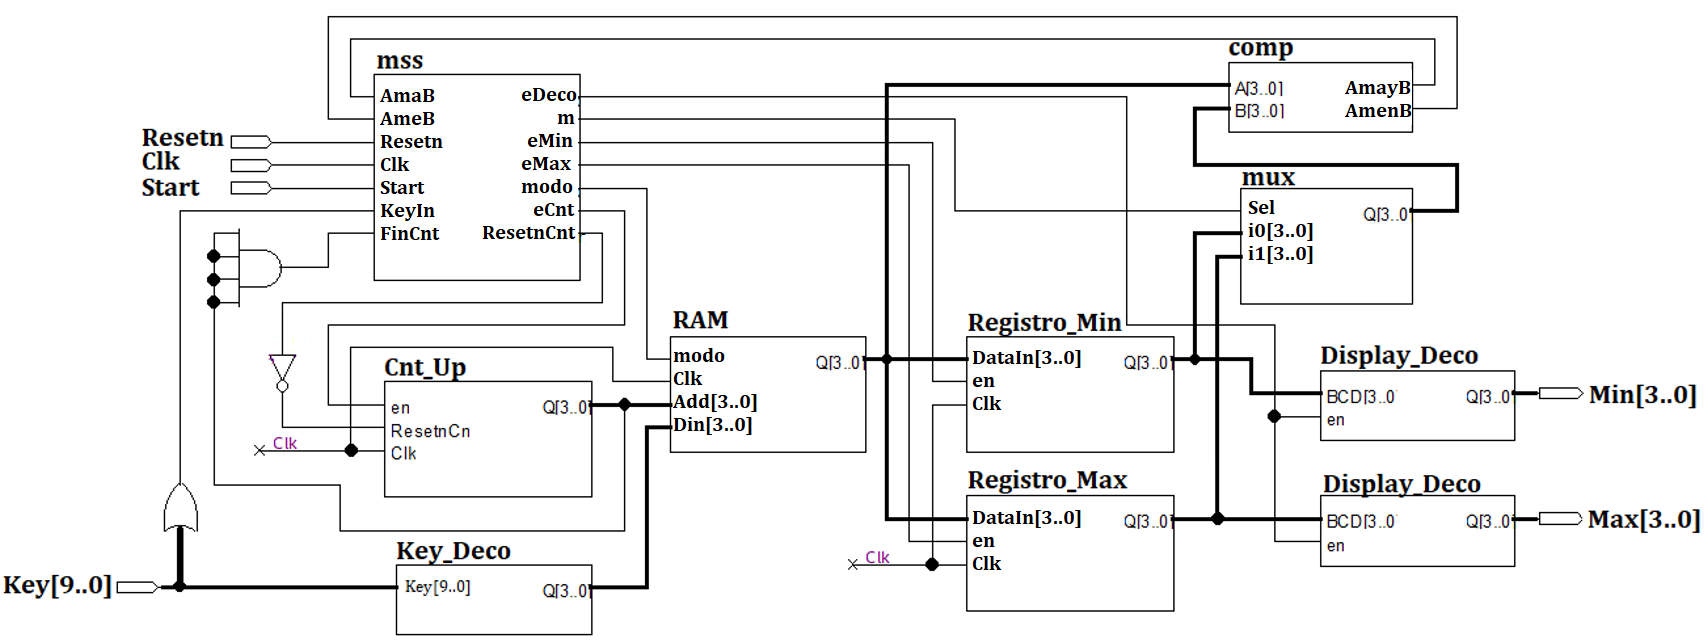 mss
AmaB
AmeB
Resetn
Clk
Start
KeyIn
FinCnt
eDeco
m
eMin
eMax
modo
eCnt
ResetnCnt
Resetn
Clk
Start
comp
A[3..0]
B[3..0]
AmayB
AmenB
mux
Sel
i0[3..0]
i1[3..0]
Q[3..0
RAM
modo
Clk
Add[3..0]
Din[3..0]
Q[3..0]
Cnt_Up
en
ResetnCn
Clk
Q[3..0]
Clk
Registro_Min
DataIn[3..0]
en
Clk
Q[3..0]
Registro_Max
DataIn[3..0]
en
Clk
Q[3..0]
Clk
Display_Deco
BCD[3..0
en
Q[3..0
Min[3..0]
Display_Deco
BCD[3..0
en
Q[3..0
Max[3..0]
Key_Deco
Key[9..0]
Q[3..0]
Key[9..0]